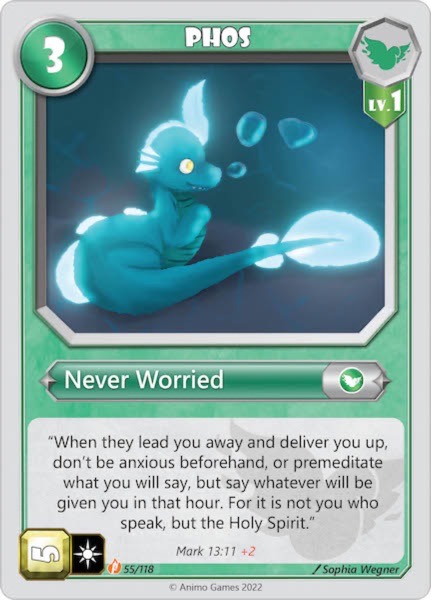 3
PHOS
LV.1
Never Worried
“When they lead you away and deliver you up,
don’t be anxious beforehand, or premeditate
what you will say, but say whatever will be
given you in that hour. For it is not you who
speak, but the Holy Spirit.”
Mark 13:11 +2
55/118
Sophia Wegner
© Animo Games 2022